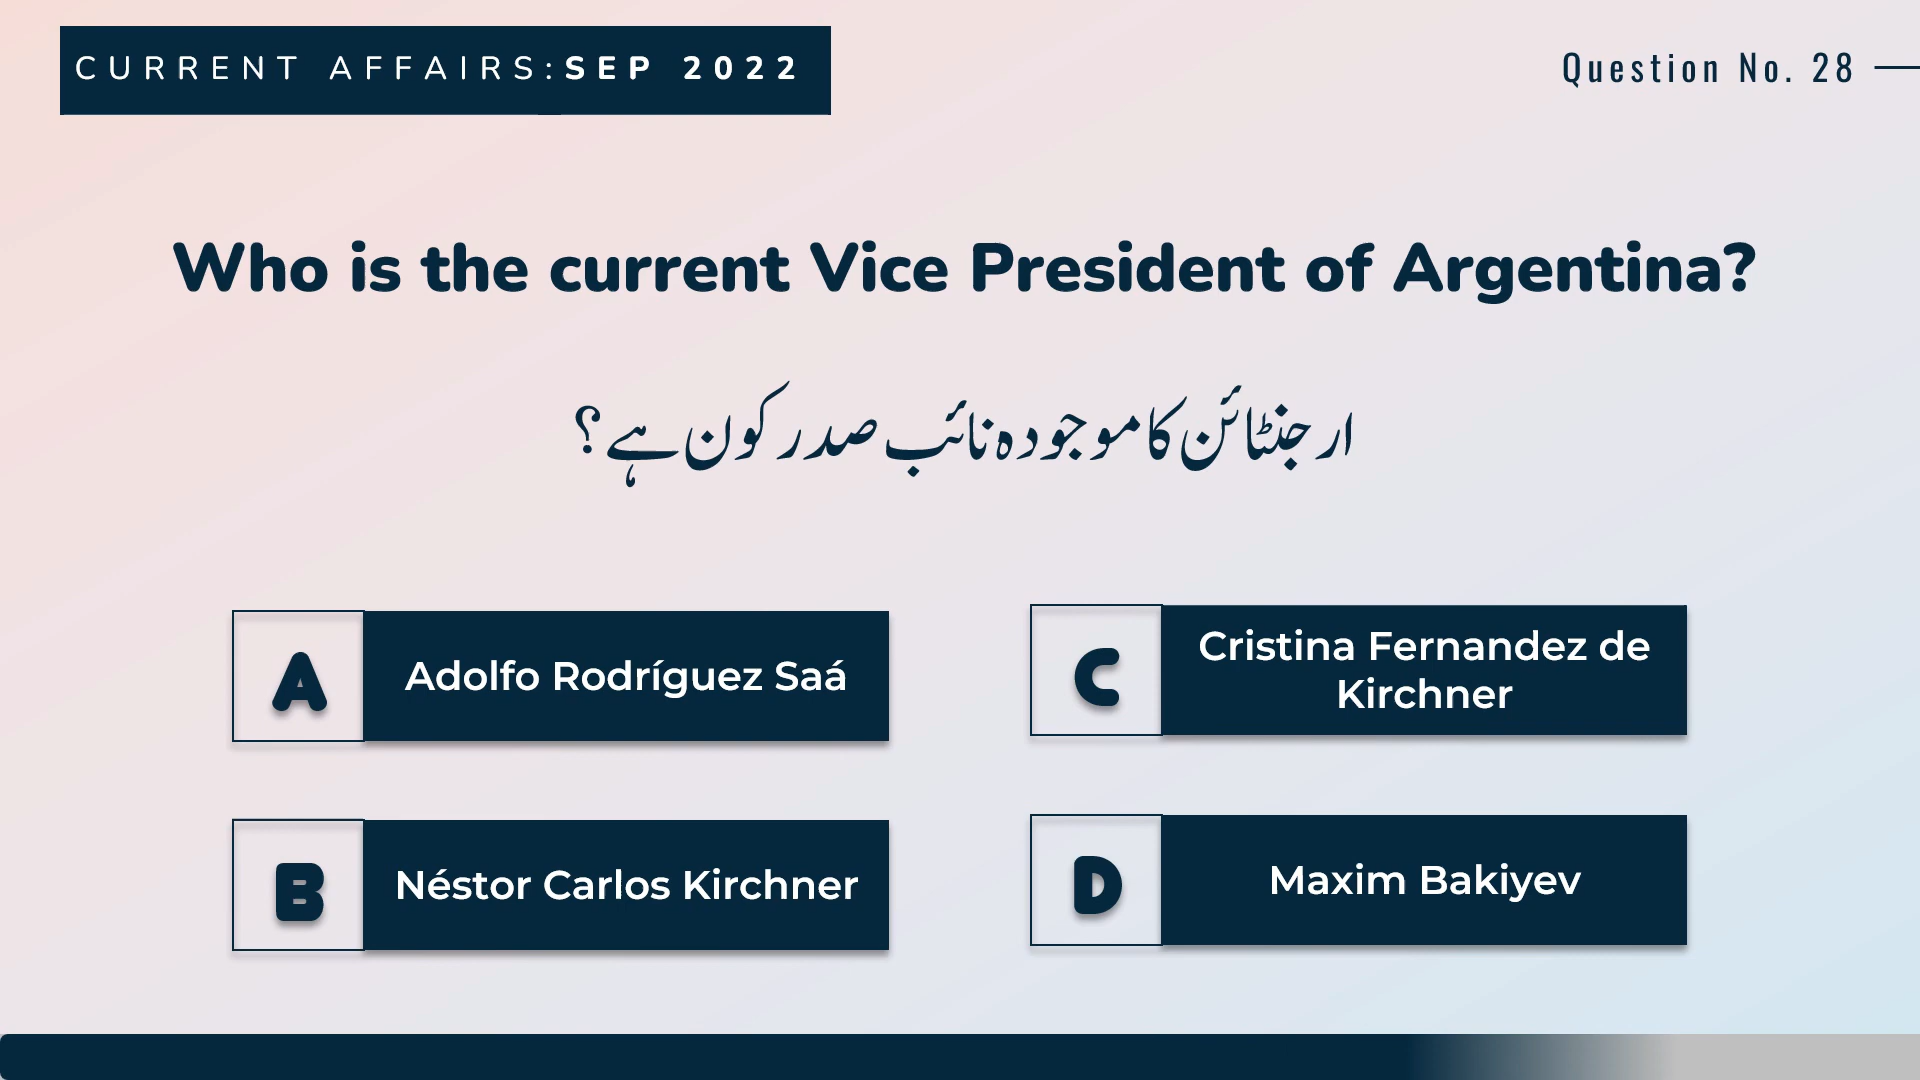 CURRENT AFFAIRS:SEP 2022
Question No. 28
Who is the current Vice President of Argentina?
ارجنٹائن کا موجودہ نائب صدر کون ہے؟
A Adolfo Rodríguez Saá
B Néstor Carlos Kirchner
C Cristina Fernandez de
Kirchner
D Maxim Bakiyev